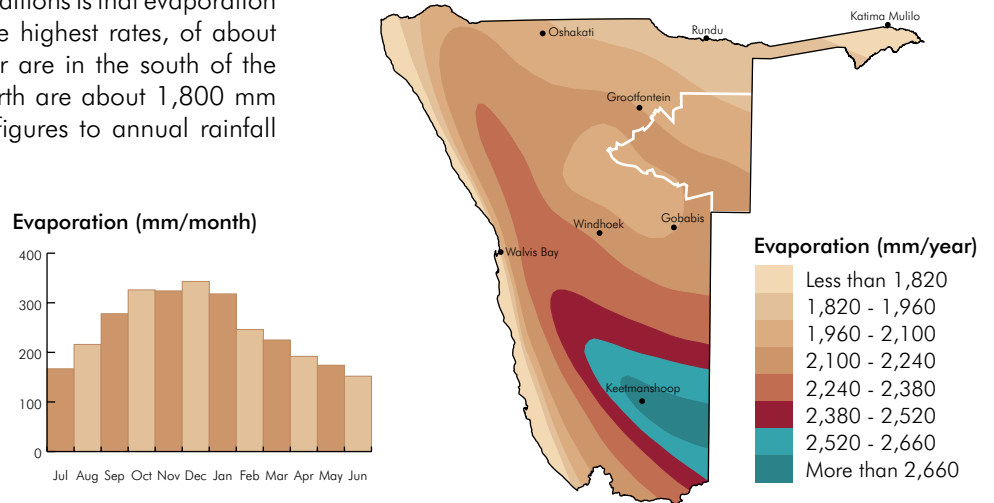 ditions is that evaporation
e highest rates, of about
r are in the south of the
rth are about 1,800 mm
figures to annual rainfall
Evaporation (mm/month)
400
300
200
100
0
Jul Aug Sep Oct Nov Dec Jan Feb Mar Apr May Jun
Katima Mulilo
Oshakati
Rundu
Grootfontein
Windhoek
Gobabis
Walvis Bay
Keetmanshoop
Evaporation (mm/year)
Less than 1,820
1,820 - 1,960
1,960 - 2,100
2,100 - 2,240
2,240 - 2,380
2,380 - 2,520
2,520 - 2,660
More than 2,660